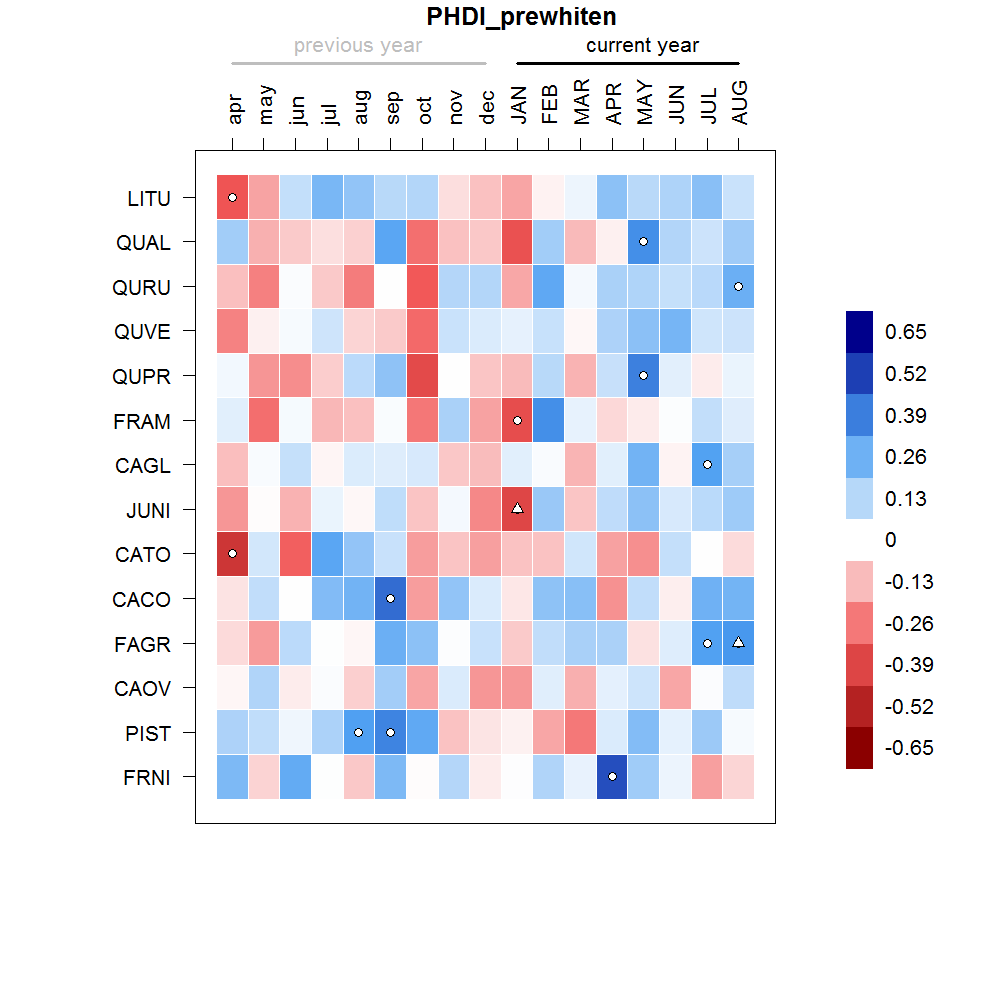 PHDI_prewhiten
previous year current year
apr may jun jul aug sep oct nov dec JAN FEB MAR APR MAY JUN JUL AUG
LITU
QUAL
QURU
QUVE
QUPR
FRAM
CAGL
JUNI
CATO
CACO
FAGR
CAOV
PIST
FRNI
0.65
0.52
0.39
0.26
0.13
0
-0.13
-0.26
-0.39
-0.52
-0.65